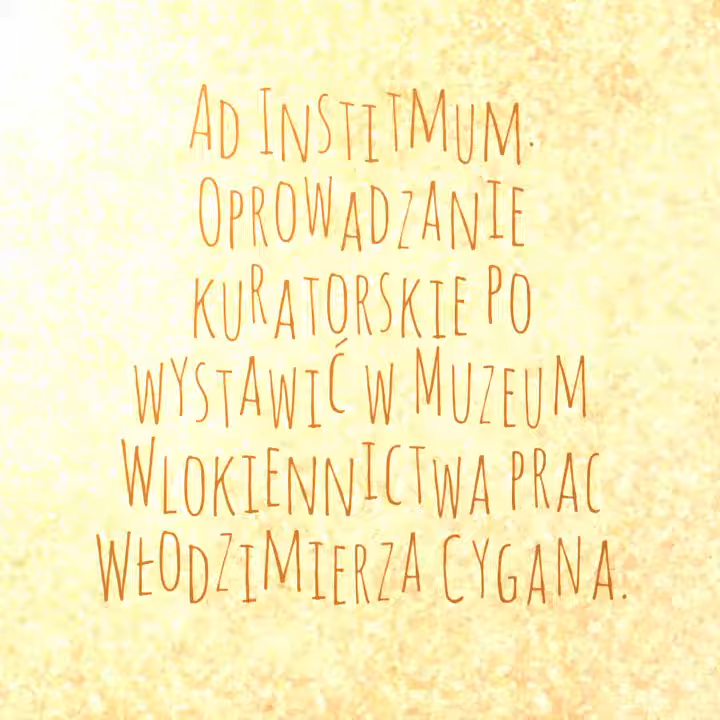 Ad Institmum.
Oprowadzanie
kuratorskie po
wystawić w Muzeum
Wlokiennictwa prac
Włodzimierza Cygana.